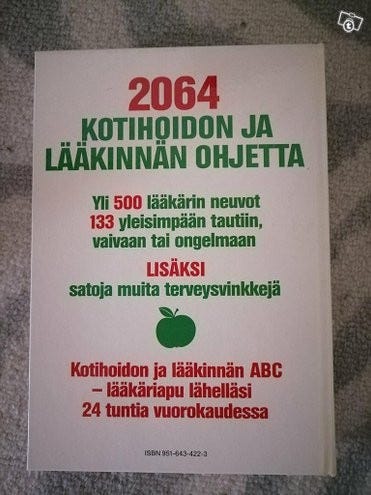 2064
KOTIHOIDON JA
LÄÄKINNÄN OHJETTA
Yli 500 lääkärin neuvot
133 yleisimpään tautiin,
vaivaan tai ongelmaan
LISÄKSI
satoja muita terveysvinkkejä
Kotihoidon ja lääkinnän ABC
– lääkäriapu lähelläsi
24 tuntia vuorokaudessa
ISBN 951-643-422-3